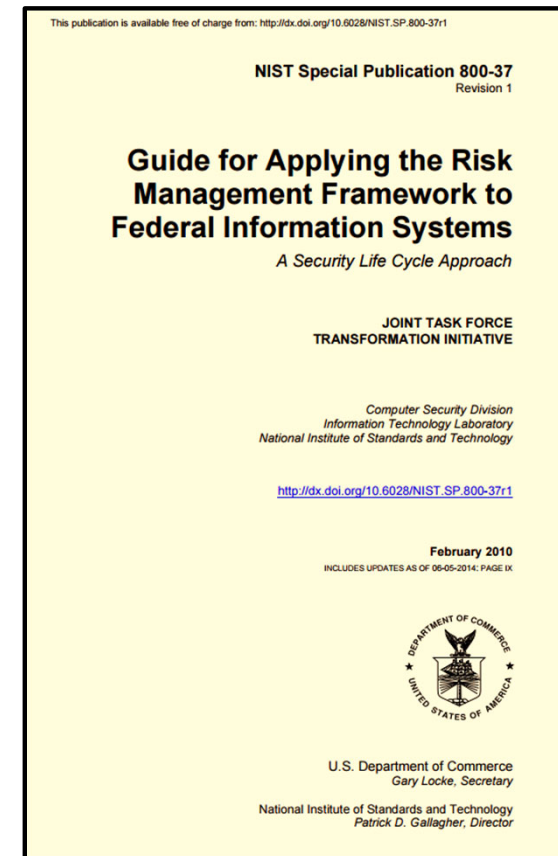 This publication is available free of charge from: http://dx.doi.org/10.6028/NIST.SP.800-37r1
NIST Special Publication 800-37
Revision 1
Guide for Applying the Risk
Management Framework to
Federal Information Systems
A Security Life Cycle Approach
JOINT TASK FORCE
TRANSFORMATION INITIATIVE
Computer Security Division
Information Technology Laboratory
National Institute of Standards and Technology
http://dx.doi.org/10.6028/NIST.SP.800-37r1
February 2010
INCLUDES UPDATES AS OF 06-05-2014: PAGE IX
DEPARTMENT OF COMMERCE
UNITED STATES OF AMERICA
U.S. Department of Commerce
Gary Locke, Secretary
National Institute of Standards and Technology
Patrick D. Gallagher, Director